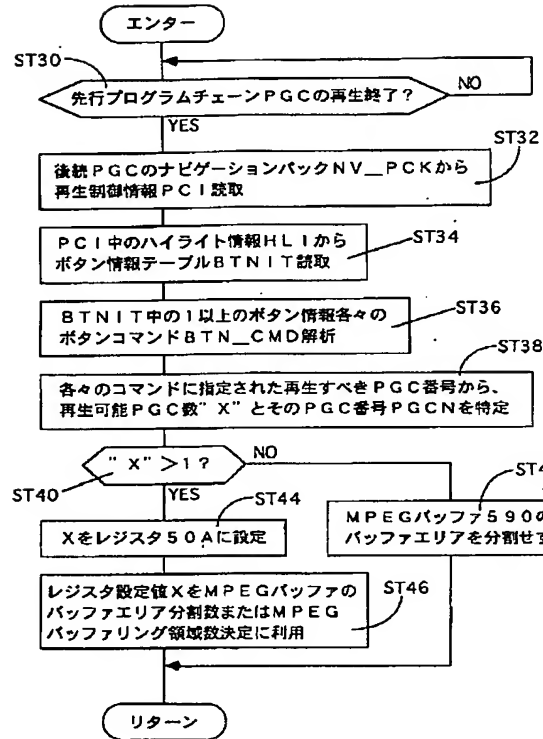 エンター
ST30
先行プログラムチェーンPGCの再生終了?
NO
YES
ST32
後続PGCのナビゲーションパックNV__PCKから
再生制御情報PCI読取
PCI中のハイライト情報HLIから
ボタン情報テーブルBTNIT読取
ST34
BTNIT中の1以上のボタン情報各々の
ボタンコマンドBTN__CMD解析
ST36
ST38
各々のコマンドに指定された再生すべきPGC番号から、
再生可能PGC数"X"とそのPGC番号PGCNを特定
"X">1?
NO
ST40
YES
ST44
Xをレジスタ50Aに設定
MPEGバッファ590の
バッファエリアを分割せず
レジスタ設定値XをMPEGバッファの
バッファエリア分割数またはMPEG
バッファリング領域数決定に利用
ST46
リターン